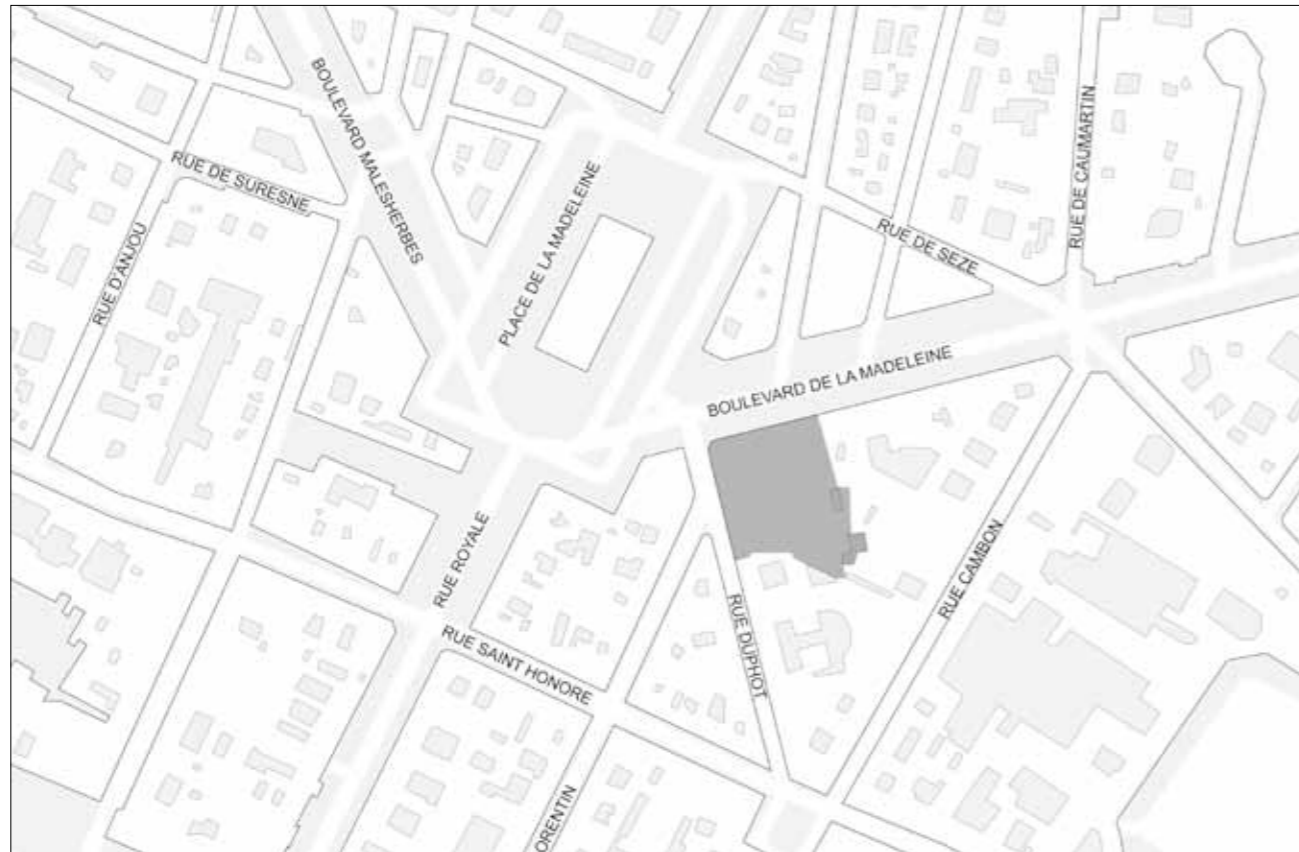 BOULEVARD MALESHERBES
RUE DE SURESNE
RUE D'ANJOU
PLACE DE LA MADELEINE
RUE DE CAUMARTIN
RUE DE SEZE
BOULEVARD DE LA MADELEINE
RUE ROYALE
RUE SAINT HONORE
RUE DUPHOT
RUE CAMBON
ORENTIN